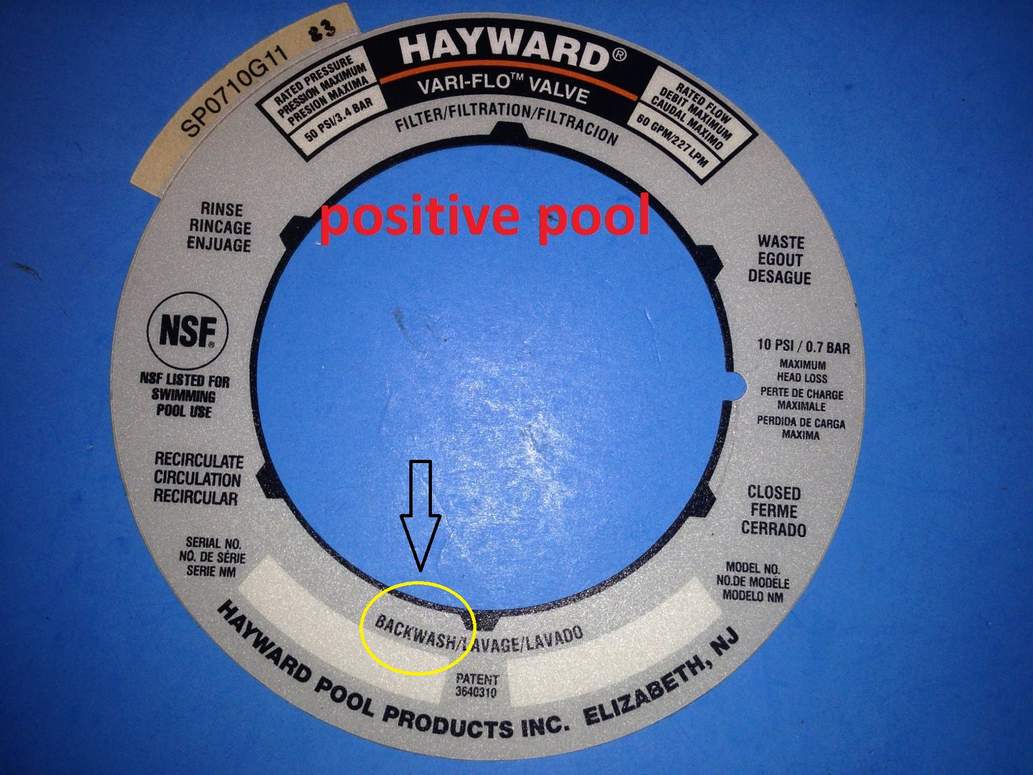 SP0710G11 83
HAYWARD®
VARI-FLO™ VALVE
RATED PRESSURE
PRESSION MAXIMUM
PRESION MAXIMA
50 PSI/3.4 BAR
RATED FLOW
DEBIT MAXIMUM
CAUDAL MAXIMO
60 GPM/227 LPM
FILTER/FILTRATION/FILTRACION
positive pool
RINSE
RINCAGE
ENJUAGE
WASTE
EGOUT
DESAGUE
NSF®
NSF LISTED FOR
SWIMMING
POOL USE
10 PSI / 0.7 BAR
MAXIMUM
HEAD LOSS
PERTE DE CHARGE
MAXIMALE
PERDIDA DE CARGA
MAXIMA
RECIRCULATE
CIRCULATION
RECIRCULAR
CLOSED
FERME
CERRADO
SERIAL NO.
NO. DE SÉRIE
SERIE NM
MODEL NO.
NO.DE MODÈLE
MODELO NM
BACKWASH/LAVAGE/LAVADO
PATENT
3640310
HAYWARD POOL PRODUCTS INC. ELIZABETH, NJ